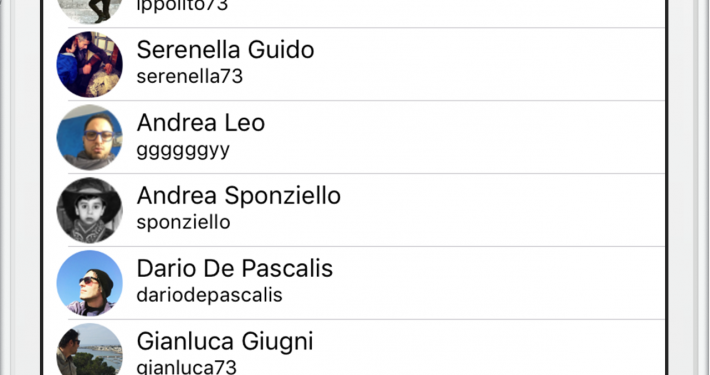 ippolito73
Serenella Guido
serenella73
Andrea Leo
ggggggyy
Andrea Sponziello
sponziello
Dario De Pascalis
dariodepascalis
Gianluca Giugni
gianluca73